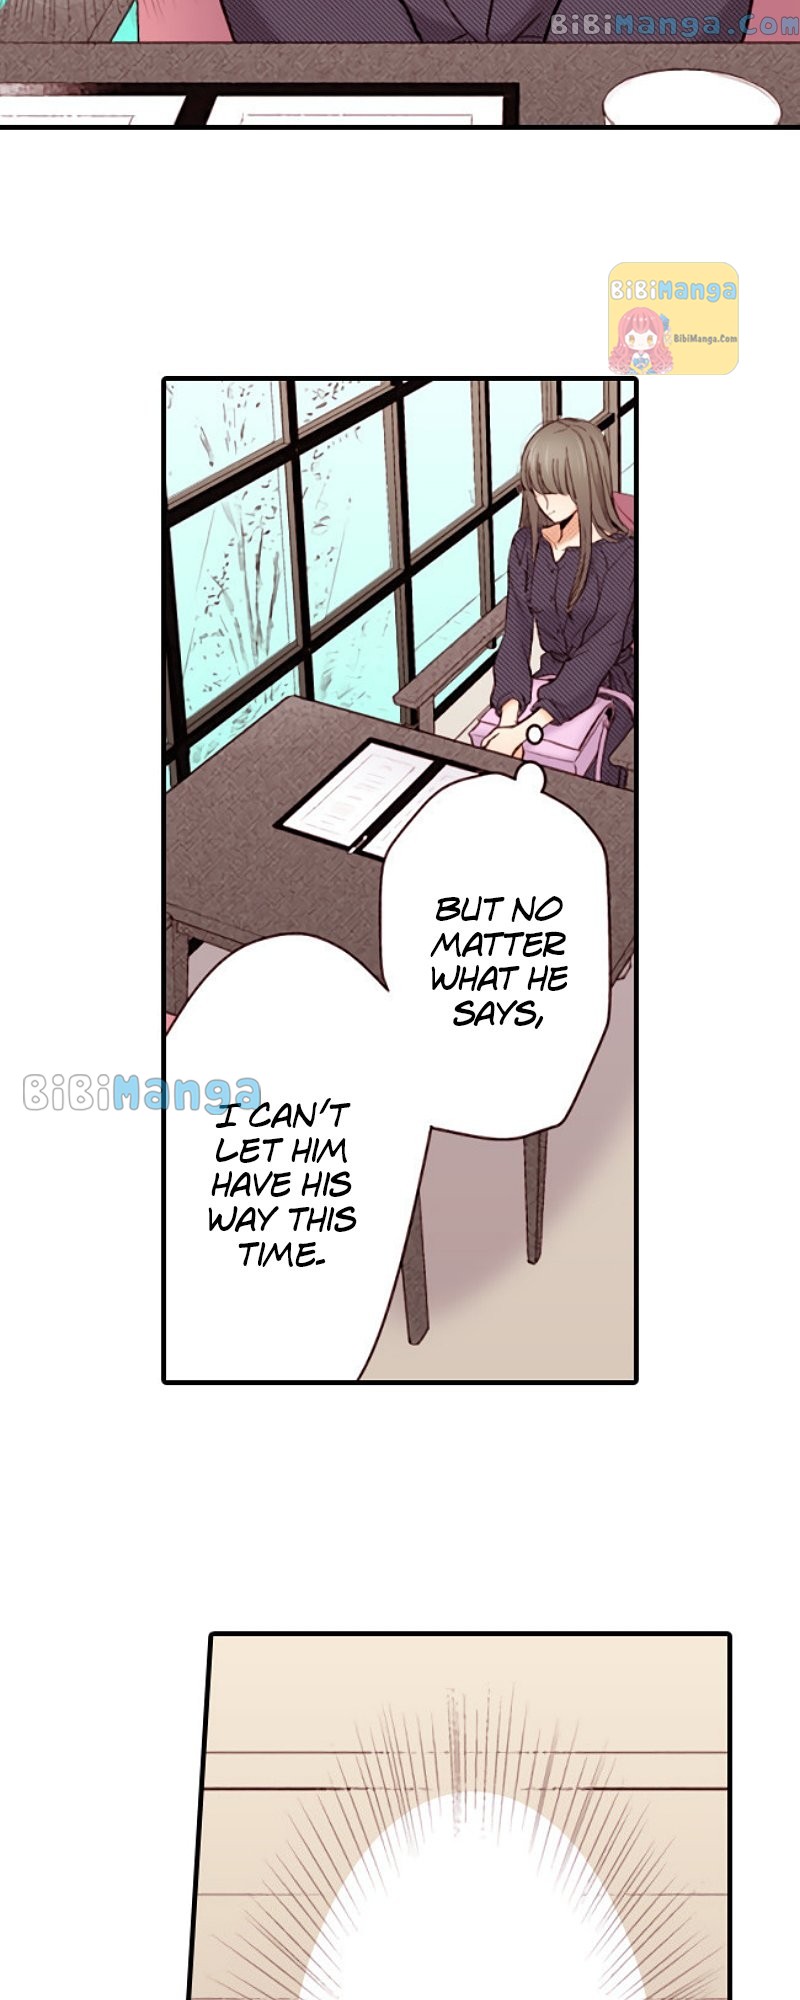 BiBiManga.Com
BiBiManga
BibiManga.Com
BUT NO
MATTER
WHAT HE
SAYS,
BiBiManga
I CAN'T
LET HIM
HAVE HIS
WAY THIS
TIME.